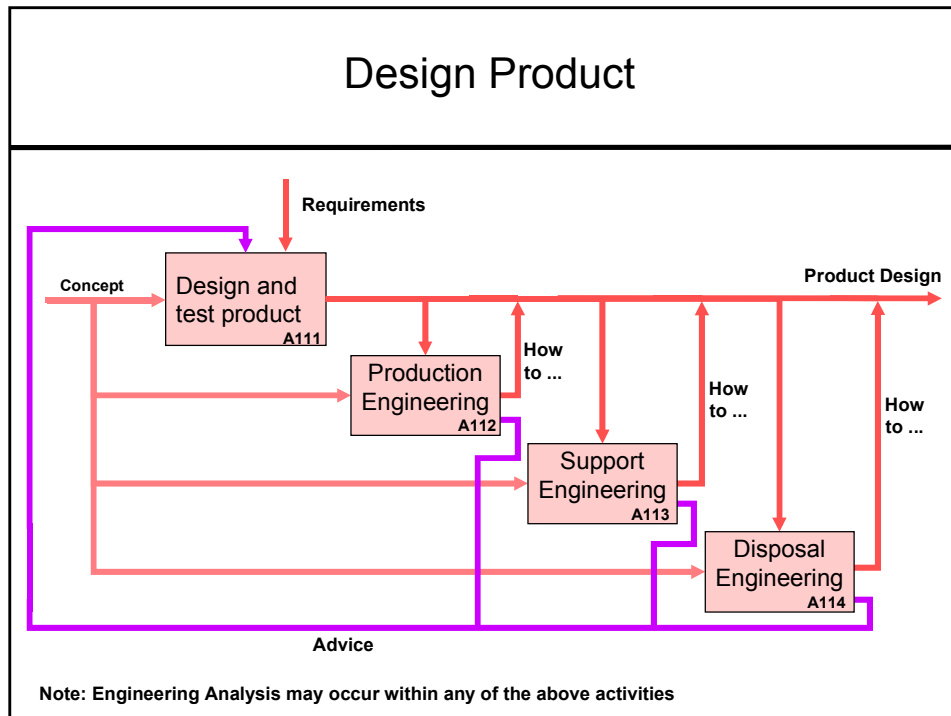 Design Product
Requirements
Concept
Product Design
Design and
test product
A111
How
to ...
Production
Engineering
A112
How
to ...
How
to ...
Support
Engineering
A113
Disposal
Engineering
A114
Advice
Note: Engineering Analysis may occur within any of the above activities